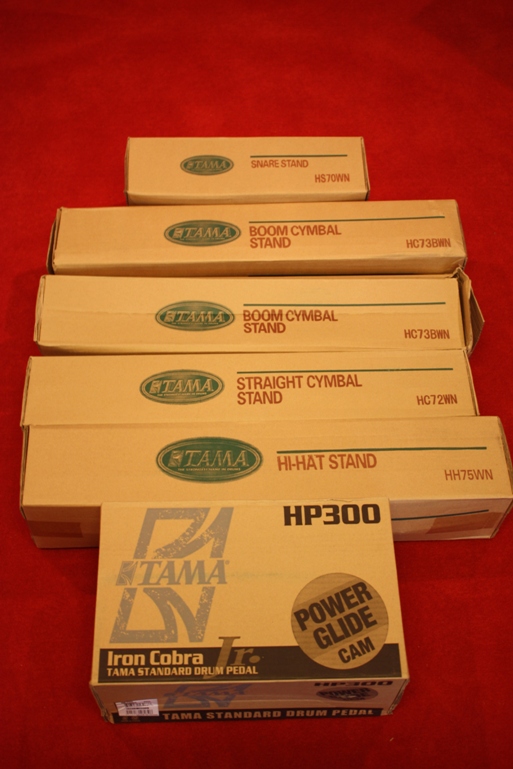 TAMA
SNARE STAND
HS70WN
TAMA
BOOM CYMBAL
STAND
HC73BWN
TAMA
BOOM CYMBAL
STAND
HC73BWN
TAMA
STRAIGHT CYMBAL
STAND
HC72WN
TAMA
HI-HAT STAND
HH75WN
HP300
TAMA
POWER
GLIDE
CAM
Iron Cobra Jr.
TAMA STANDARD DRUM PEDAL
HP300
TAMA STANDARD DRUM PEDAL